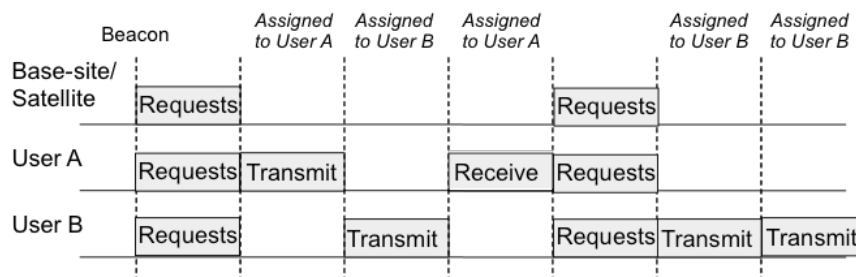 Assigned Assigned Assigned Assigned Assigned
Beacon to User A to User B to User A to User B to User B
Base-site/
Satellite Requests Requests
User A Requests Transmit Receive Requests
User B Requests Transmit Requests Transmit Transmit